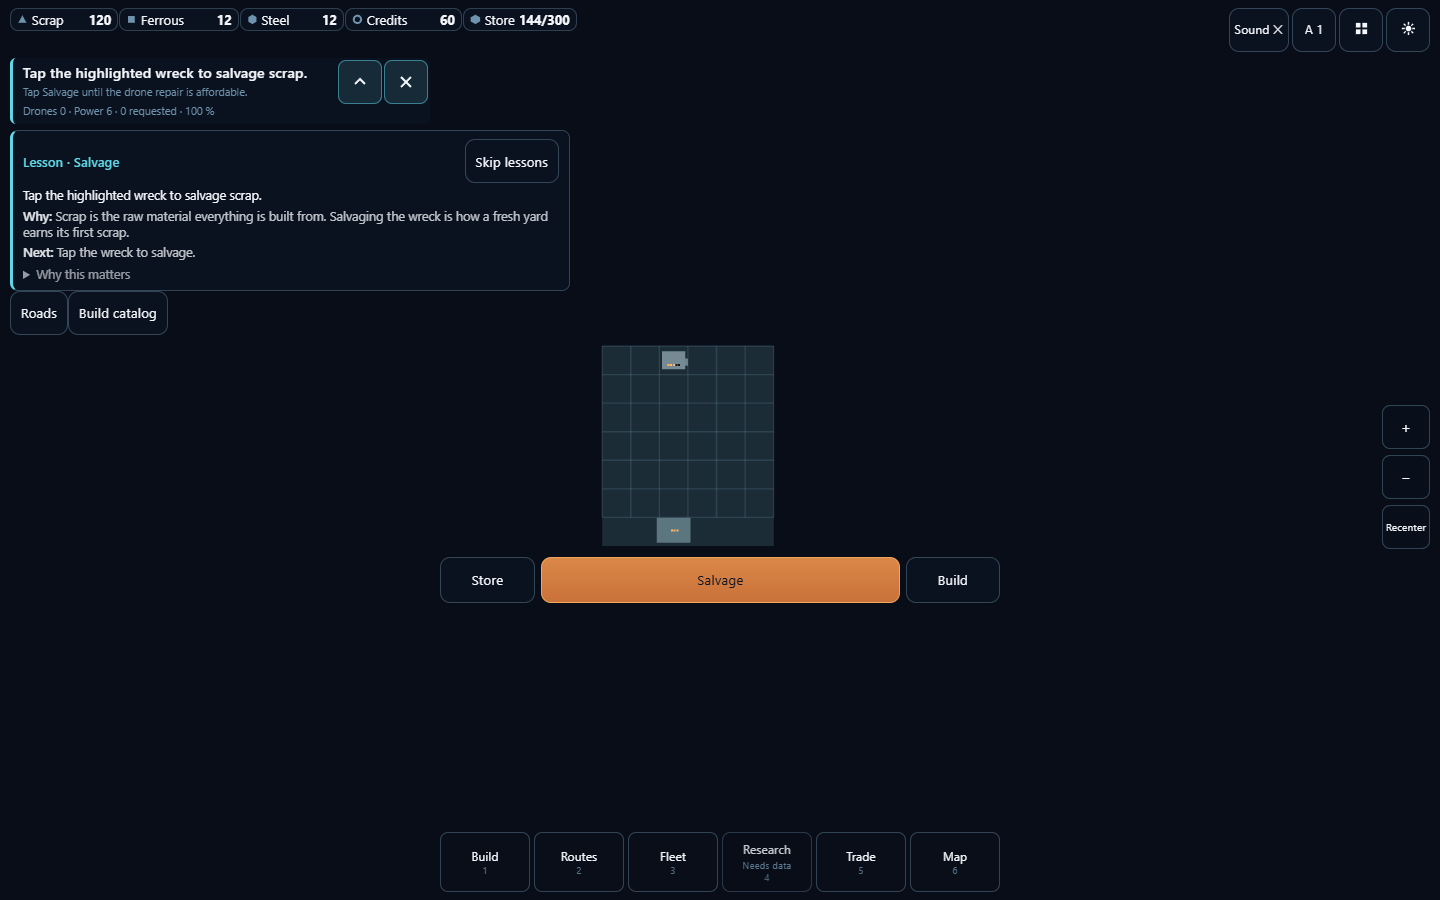 Scrap 120
Ferrous 12
Steel 12
Credits 60
Store 144/300
Sound
A 1
Tap the highlighted wreck to salvage scrap.
Tap Salvage until the drone repair is affordable.
Drones 0 · Power 6 · 0 requested · 100 %
Lesson · Salvage
Skip lessons
Tap the highlighted wreck to salvage scrap.
Why: Scrap is the raw material everything is built from. Salvaging the wreck is how a fresh yard
earns its first scrap.
Next: Tap the wreck to salvage.
Why this matters
Roads
Build catalog
+
−
Recenter
Store
Salvage
Build
Build
1
Routes
2
Fleet
3
Research
Needs data
4
Trade
5
Map
6